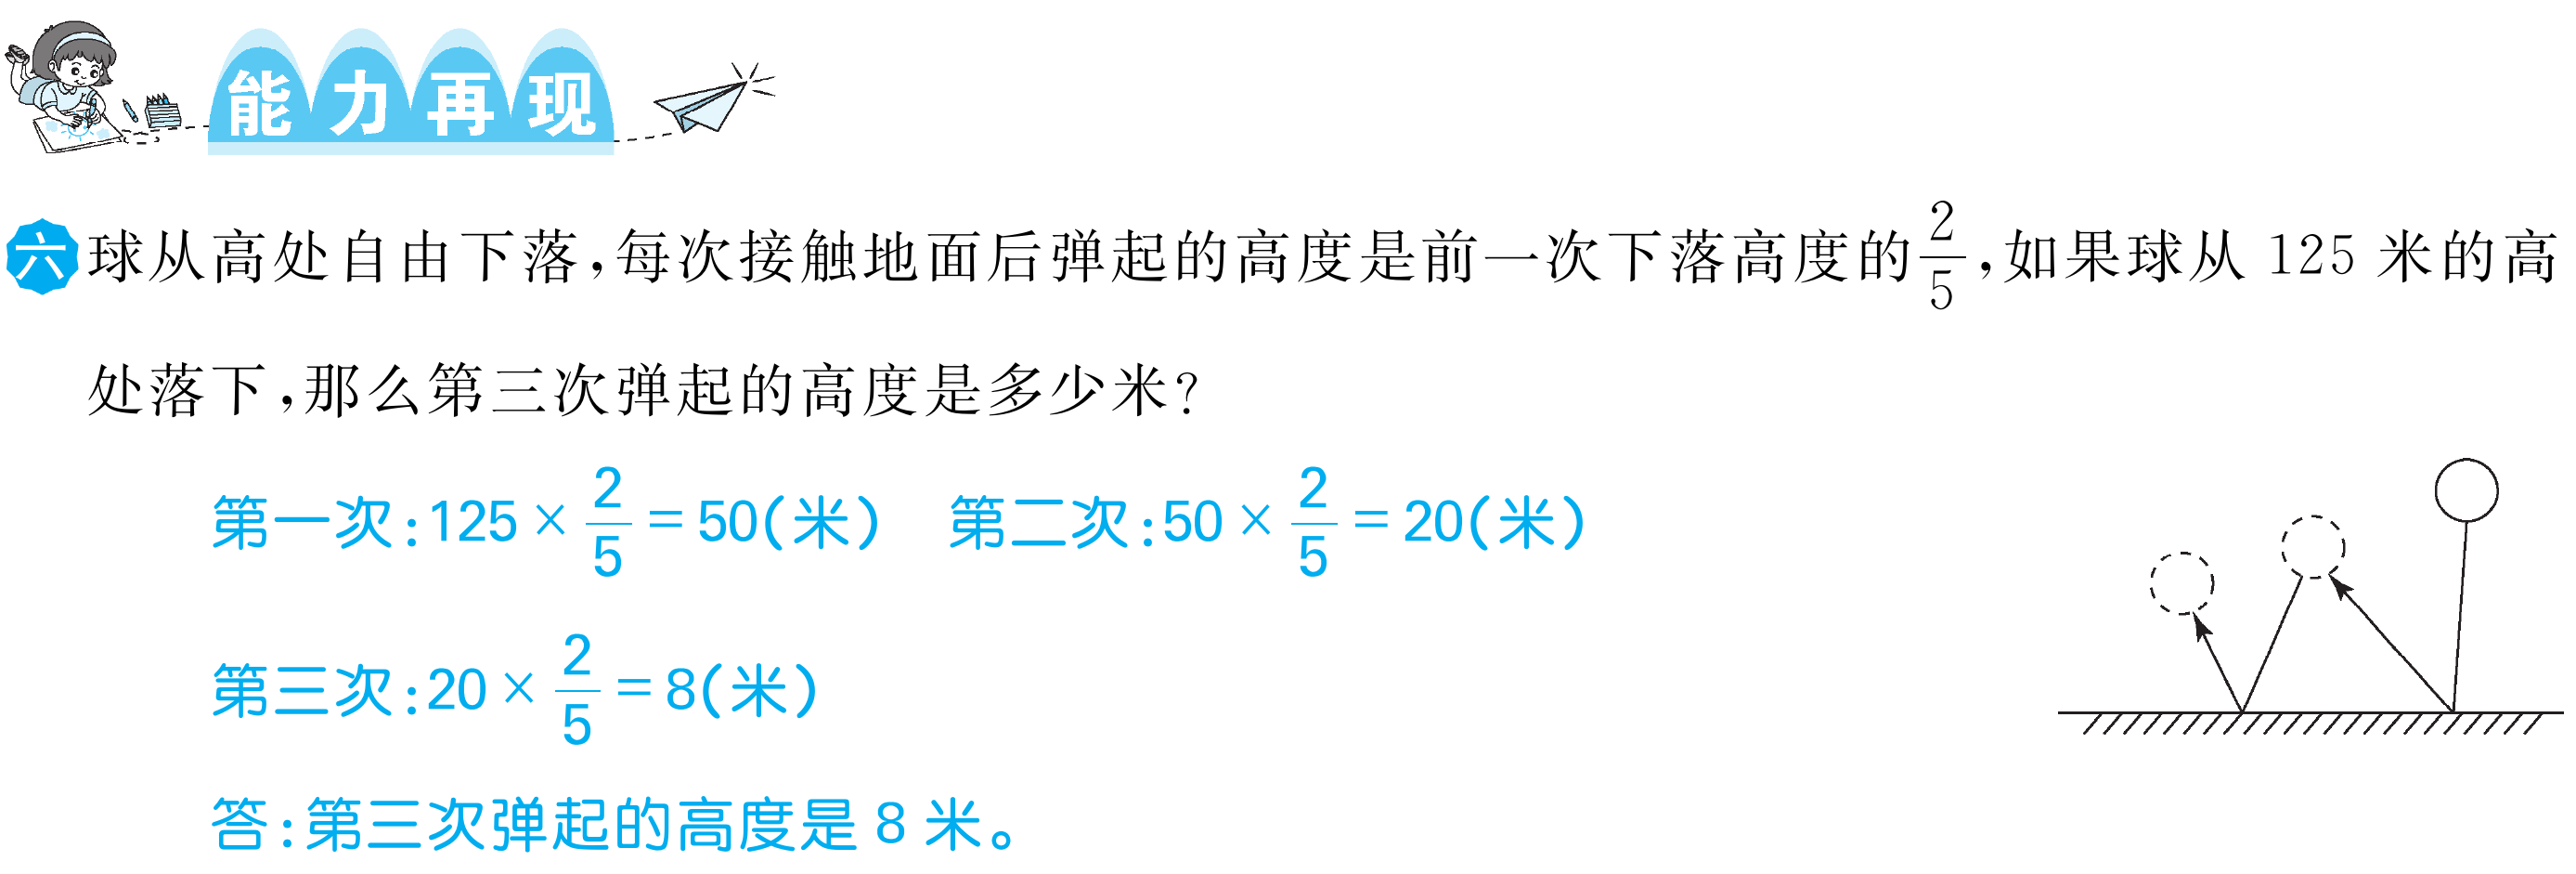 能力再现
六 球从高处自由下落,每次接触地面后弹起的高度是前一次下落高度的2/5,如果球从 125 米的高
处落下,那么第三次弹起的高度是多少米?
第一次:125 × 2/5 = 50(米) 第二次:50 × 2/5 = 20(米)
第三次:20 × 2/5 = 8(米)
答:第三次弹起的高度是 8 米。